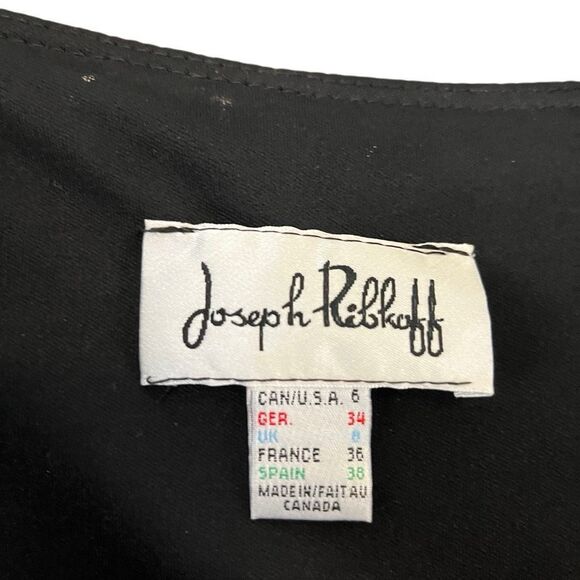 Joseph Ribkoff
CAN/U.S.A. 6
GER. 34
UK 8
FRANCE 36
SPAIN 38
MADE IN/FAIT AU
CANADA